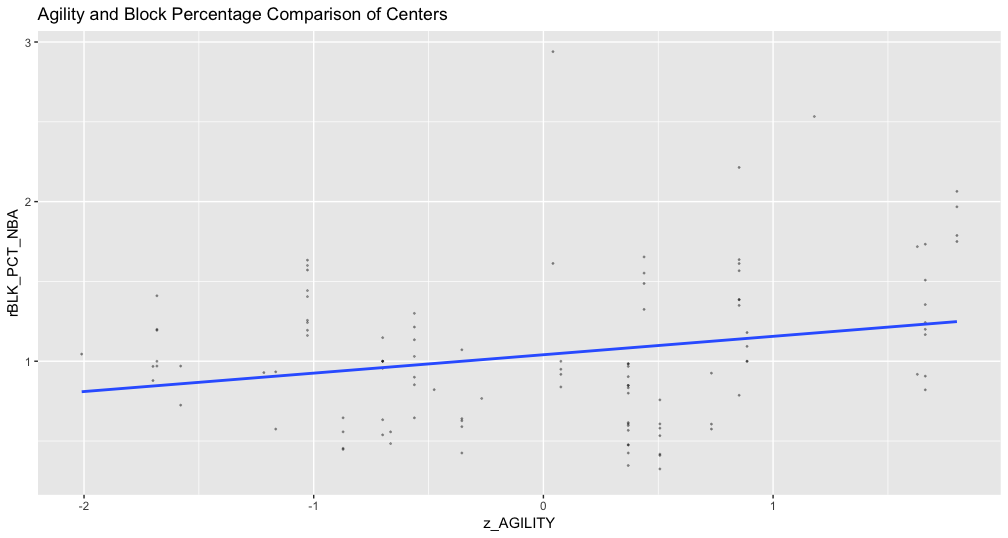 Agility and Block Percentage Comparison of Centers
3
2
1
rBLK_PCT_NBA
-2
-1
0
1
z_AGILITY